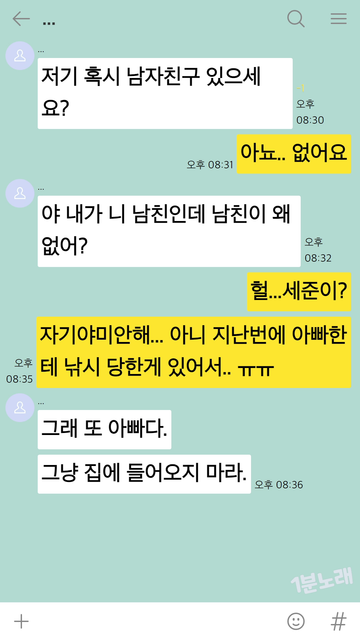 ...
...
저기 혹시 남자친구 있으세
요?
1
오후
08:30
아뇨.. 없어요
오후 08:31
...
야 내가 니 남친인데 남친이 왜
없어?
오후
08:32
헐...세준이?
자기야미안해... 아니 지난번에 아빠한
테 낚시 당한게 있어서.. ㅠㅠ
오후
08:35
...
그래 또 아빠다.
그냥 집에 들어오지 마라.
오후 08:36
1분노래